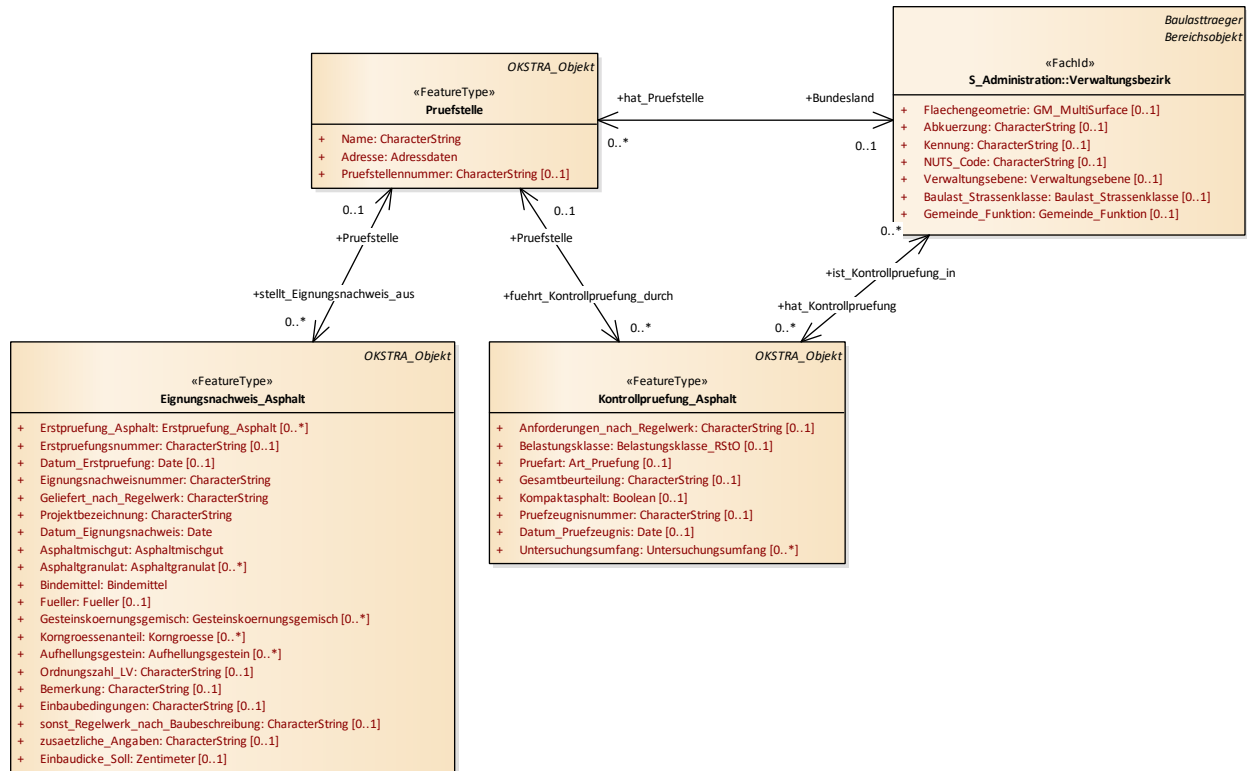 Baulasttraeger
Bereichsobjekt
«FachId»
S_Administration::Verwaltungsbezirk
+ Flaechengeometrie: GM_MultiSurface [0..1]
+ Abkuerzung: CharacterString [0..1]
+ Kennung: CharacterString [0..1]
+ NUTS_Code: CharacterString [0..1]
+ Verwaltungsebene: Verwaltungsebene [0..1]
+ Baulast_Strassenklasse: Baulast_Strassenklasse [0..1]
+ Gemeinde_Funktion: Gemeinde_Funktion [0..1]
OKSTRA_Objekt
«FeatureType»
Pruefstelle
+ Name: CharacterString
+ Adresse: Adressdaten
+ Pruefstellennummer: CharacterString [0..1]
+hat_Pruefstelle
+Bundesland
0..*
0..1
0..1
+Pruefstelle
0..1
+Pruefstelle
0..*
+ist_Kontrollpruefung_in
+stellt_Eignungsnachweis_aus
0..*
+fuehrt_Kontrollpruefung_durch
0..*
+hat_Kontrollpruefung
0..*
OKSTRA_Objekt
«FeatureType»
Eignungsnachweis_Asphalt
+ Erstpruefung_Asphalt: Erstpruefung_Asphalt [0..*]
+ Erstpruefungsnummer: CharacterString [0..1]
+ Datum_Erstpruefung: Date [0..1]
+ Eignungsnachweisnummer: CharacterString
+ Geliefert_nach_Regelwerk: CharacterString
+ Projektbezeichnung: CharacterString
+ Datum_Eignungsnachweis: Date
+ Asphaltmischgut: Asphaltmischgut
+ Asphaltgranulat: Asphaltgranulat [0..*]
+ Bindemittel: Bindemittel
+ Fueller: Fueller [0..1]
+ Gesteinskoernungsgemisch: Gesteinskoernungsgemisch [0..*]
+ Korngroessenanteil: Korngroesse [0..*]
+ Aufhellungsgestein: Aufhellungsgestein [0..*]
+ Ordnungszahl_LV: CharacterString [0..1]
+ Bemerkung: CharacterString [0..1]
+ Einbaubedingungen: CharacterString [0..1]
+ sonst_Regelwerk_nach_Baubeschreibung: CharacterString [0..1]
+ zusaetzliche_Angaben: CharacterString [0..1]
+ Einbaudicke_Soll: Zentimeter [0..1]
OKSTRA_Objekt
«FeatureType»
Kontrollpruefung_Asphalt
+ Anforderungen_nach_Regelwerk: CharacterString [0..1]
+ Belastungsklasse: Belastungsklasse_RStO [0..1]
+ Pruefart: Art_Pruefung [0..1]
+ Gesamtbeurteilung: CharacterString [0..1]
+ Kompaktasphalt: Boolean [0..1]
+ Pruefzeugnisnummer: CharacterString [0..1]
+ Datum_Pruefzeugnis: Date [0..1]
+ Untersuchungsumfang: Untersuchungsumfang [0..*]